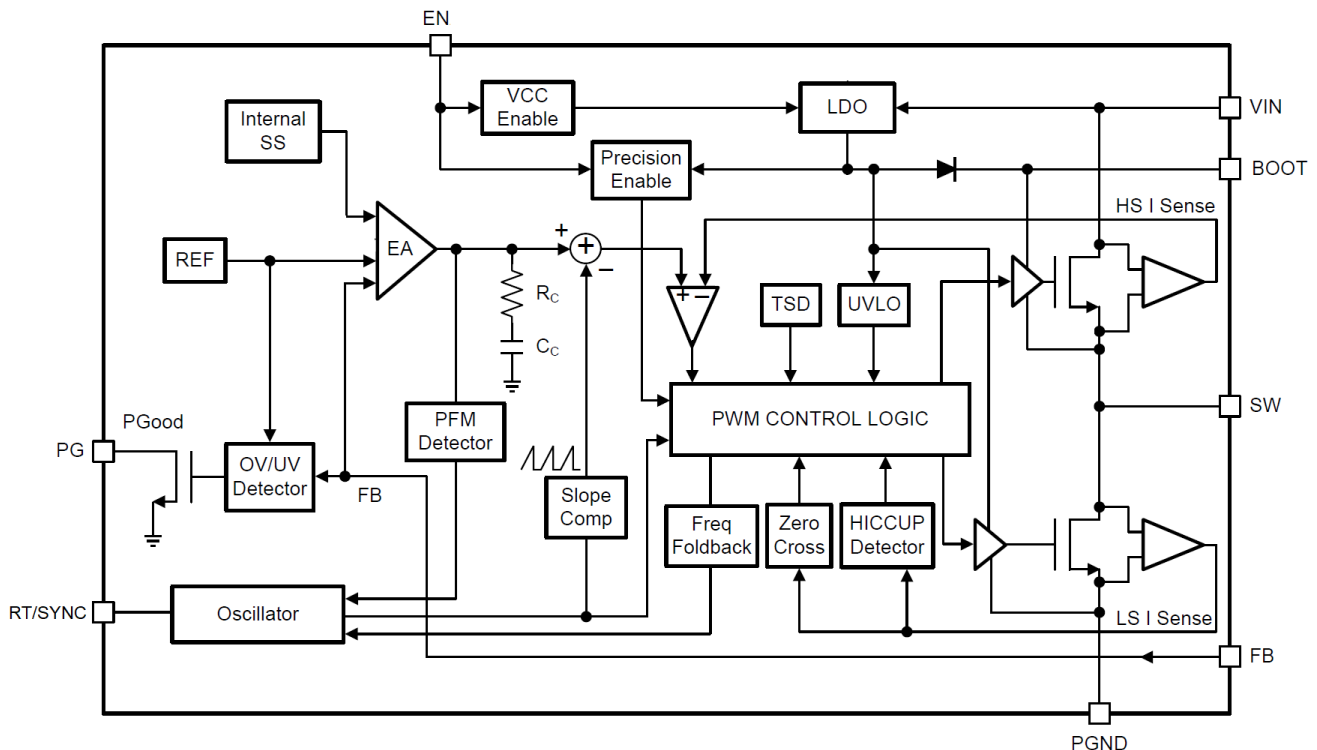 EN
VCC
Enable
LDO
VIN
Internal
SS
Precision
Enable
BOOT
HS I Sense
REF
EA
+
+
−
+ −
R_C
C_C
TSD
UVLO
PWM CONTROL LOGIC
SW
PGood
PG
OV/UV
Detector
FB
PFM
Detector
Slope
Comp
Freq
Foldback
Zero
Cross
HICCUP
Detector
RT/SYNC
Oscillator
LS I Sense
FB
PGND